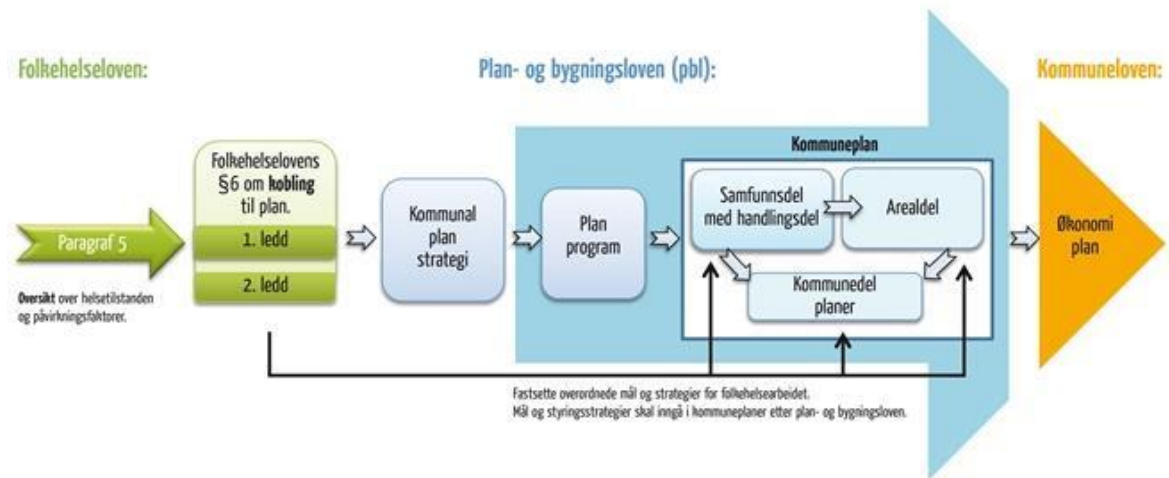 Folkehelseloven:
Plan- og bygningsloven (pbl):
Kommuneloven:
Paragraf 5
Oversikt over helsetilstanden
og påvirkningsfaktorer.
Folkehelselovens
§6 om kobling
til plan.
1. ledd
2. ledd
Kommunal
plan
strategi
Plan
program
Kommuneplan
Samfunnsdel
med handlingsdel
Arealdel
Kommunedel
planer
Økonomi
plan
Fastsette overordnede mål og strategier for folkehelsearbeidet.
Mål og styringsstrategier skal inngå i kommuneplaner etter plan- og bygningsloven.